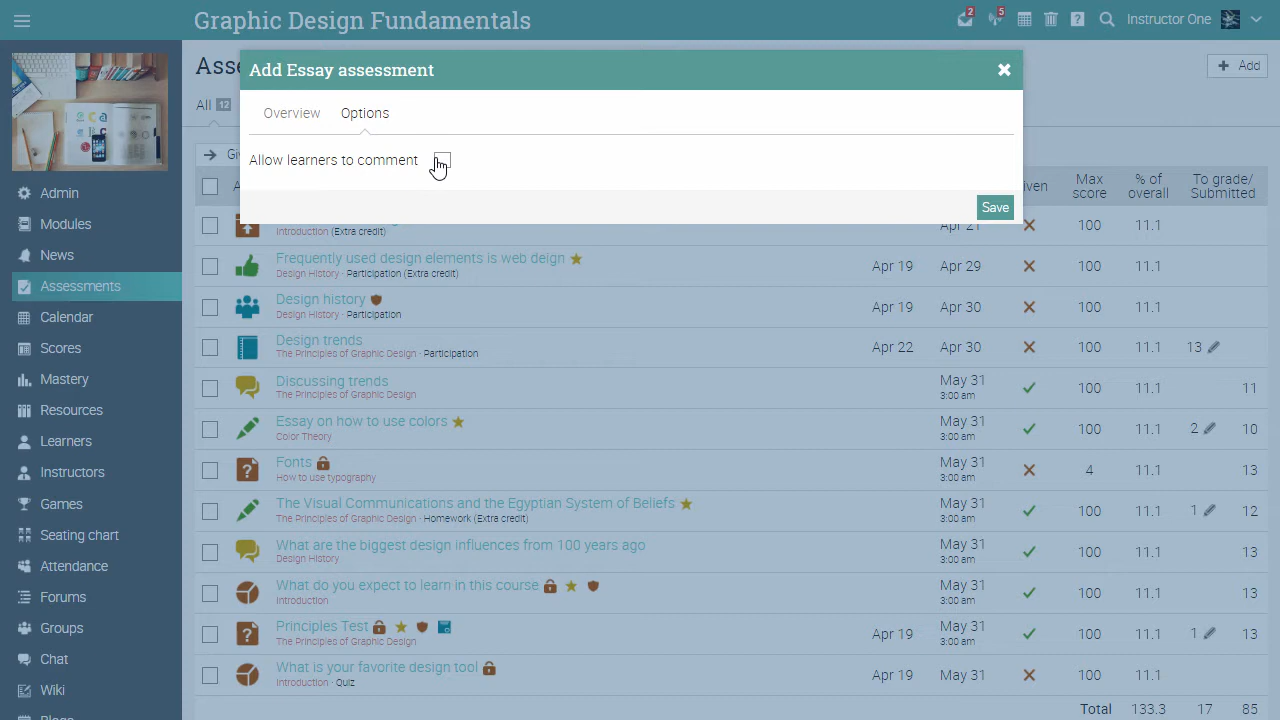 Graphic Design Fundamentals
2
5
Instructor One
Add Essay assessment
Add
All 12
Overview
Options
Allow learners to comment
Max score
% of overall
To grade/ Submitted
Save
Admin
Modules
News
Assessments
Calendar
Scores
Mastery
Resources
Learners
Instructors
Games
Seating chart
Attendance
Forums
Groups
Chat
Wiki
Introduction (Extra credit)
Apr 21
100
11.1
Frequently used design elements is web deign
Design History · Participation (Extra credit)
Apr 19
Apr 29
100
11.1
Design history
Design History · Participation
Apr 19
Apr 30
100
11.1
Design trends
The Principles of Graphic Design · Participation
Apr 22
Apr 30
100
11.1
13
Discussing trends
The Principles of Graphic Design
May 31
3:00 am
100
11.1
11
Essay on how to use colors
Color Theory
May 31
3:00 am
100
11.1
2
10
Fonts
How to use typography
May 31
3:00 am
4
11.1
13
The Visual Communications and the Egyptian System of Beliefs
The Principles of Graphic Design · Homework (Extra credit)
May 31
3:00 am
100
11.1
1
12
What are the biggest design influences from 100 years ago
Design History
May 31
3:00 am
100
11.1
13
What do you expect to learn in this course
Introduction
May 31
3:00 am
100
11.1
13
Principles Test
The Principles of Graphic Design
Apr 19
May 31
3:00 am
100
11.1
1
13
What is your favorite design tool
Introduction · Quiz
Apr 19
May 31
100
11.1
Total
133.3
17
85